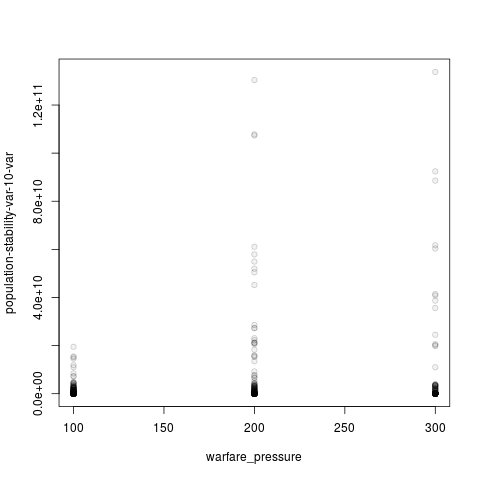 population-stability-var-10-var
1.2e+11
8.0e+10
4.0e+10
0.0e+00
100
150
200
250
300
warfare_pressure